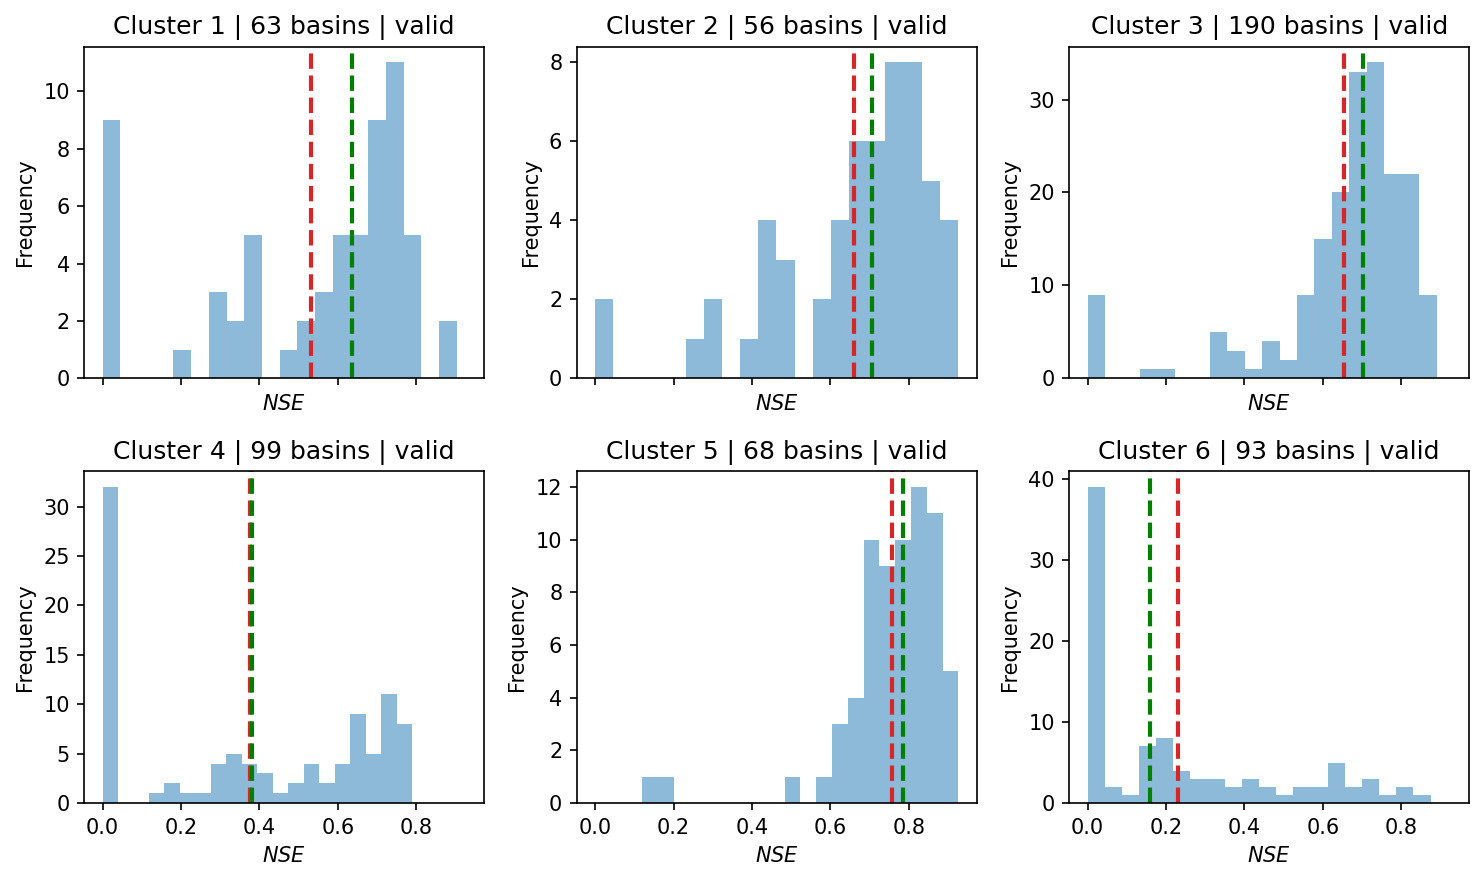 Cluster 1 | 63 basins | valid
Frequency
10
8
6
4
2
0
NSE
Cluster 2 | 56 basins | valid
Frequency
8
6
4
2
0
NSE
Cluster 3 | 190 basins | valid
Frequency
30
20
10
0
NSE
Cluster 4 | 99 basins | valid
Frequency
30
25
20
15
10
5
0
0.0 0.2 0.4 0.6 0.8
NSE
Cluster 5 | 68 basins | valid
Frequency
12
10
8
6
4
2
0
0.0 0.2 0.4 0.6 0.8
NSE
Cluster 6 | 93 basins | valid
Frequency
40
30
20
10
0
0.0 0.2 0.4 0.6 0.8
NSE